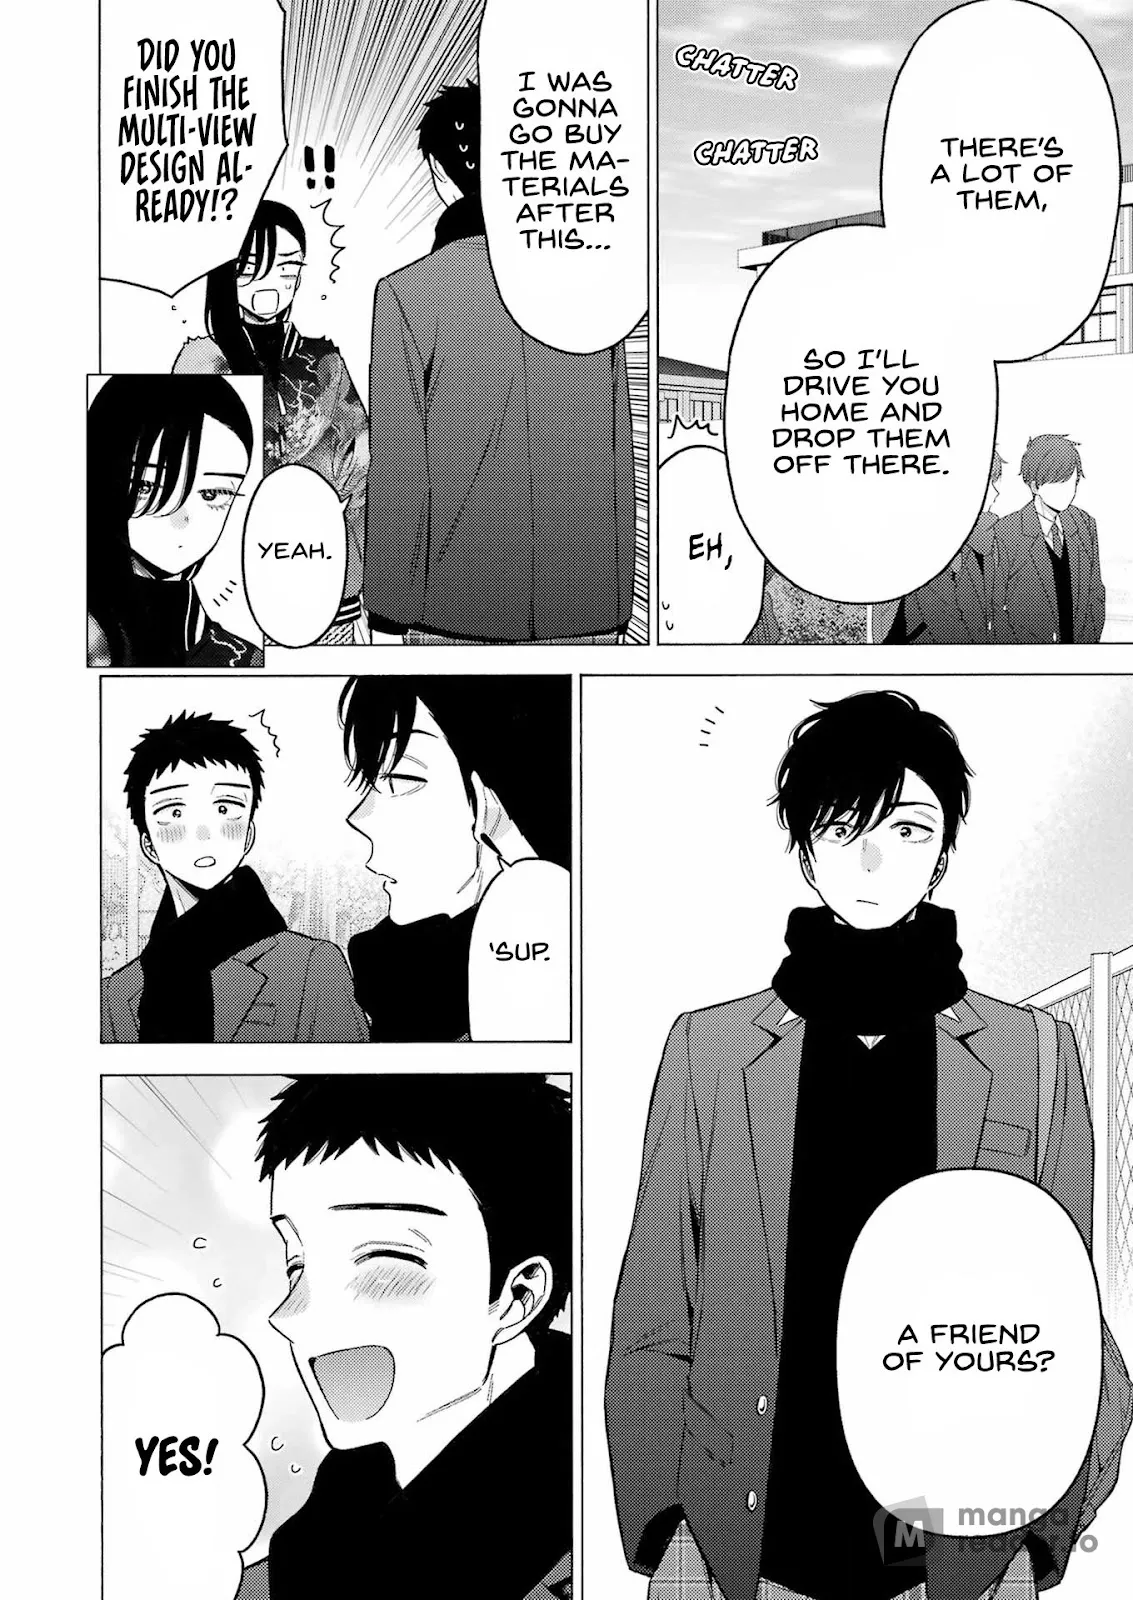 CHATTER
CHATTER
THERE'S
A LOT OF
THEM,
SO I'LL
DRIVE YOU
HOME AND
DROP THEM
OFF THERE.
EH,
I WAS
GONNA
GO BUY
THE MA-
TERIALS
AFTER
THIS...
!!
DID YOU
FINISH THE
MULTI-VIEW
DESIGN AL-
READY!?
YEAH.
A FRIEND
OF YOURS?
'SUP.
YES!
M
manga
reader.io